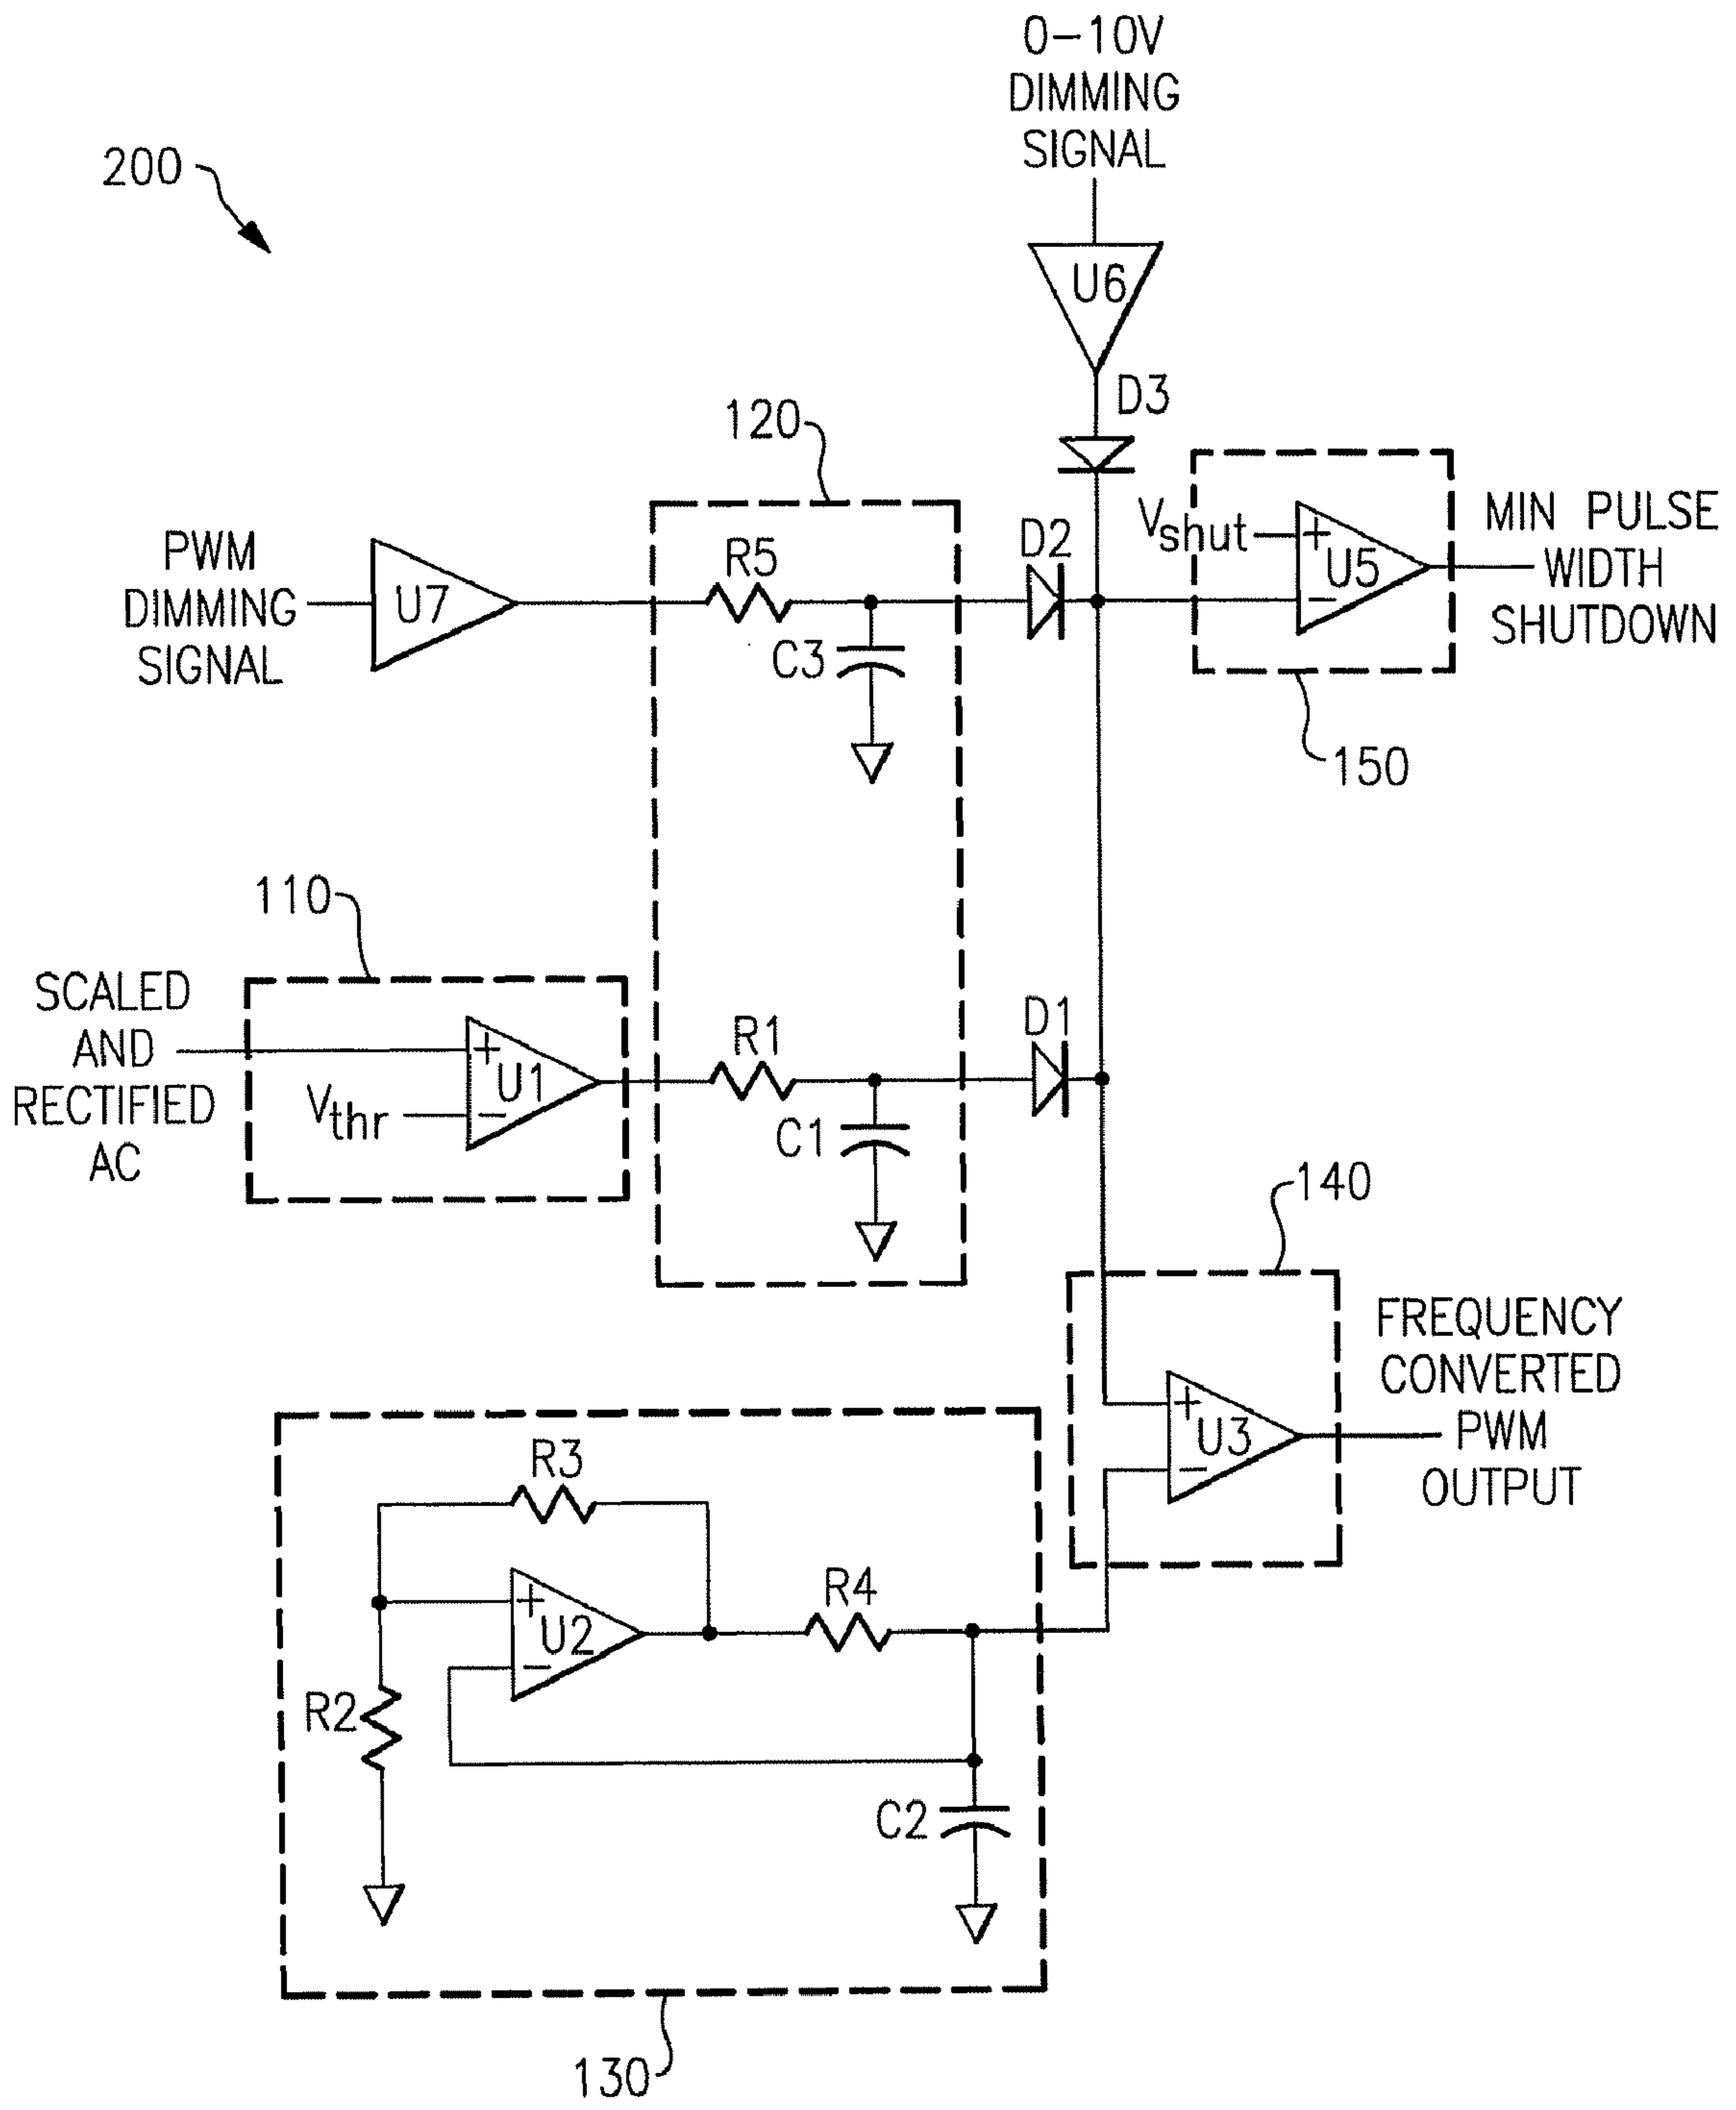 0-10V
DIMMING
SIGNAL
200
U6
D3
120
PWM
DIMMING
SIGNAL
U7
R5
C3
D2
Vshut
+
U5
-
MIN PULSE
WIDTH
SHUTDOWN
150
110
SCALED
AND
RECTIFIED
AC
Vthr
+
U1
-
R1
C1
D1
140
+
U3
-
FREQUENCY
CONVERTED
PWM
OUTPUT
R3
+
U2
-
R4
R2
C2
130